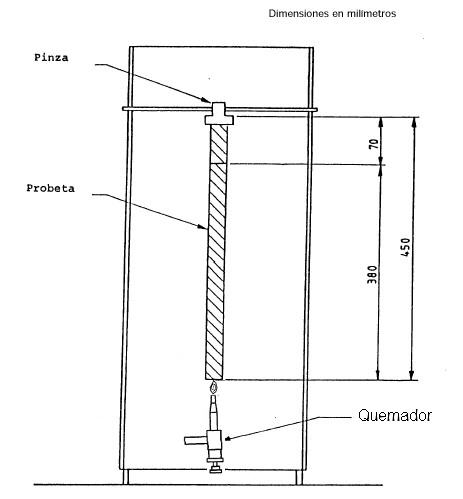 Dimensiones en milímetros
Pinza
70
Probeta
450
380
Quemador